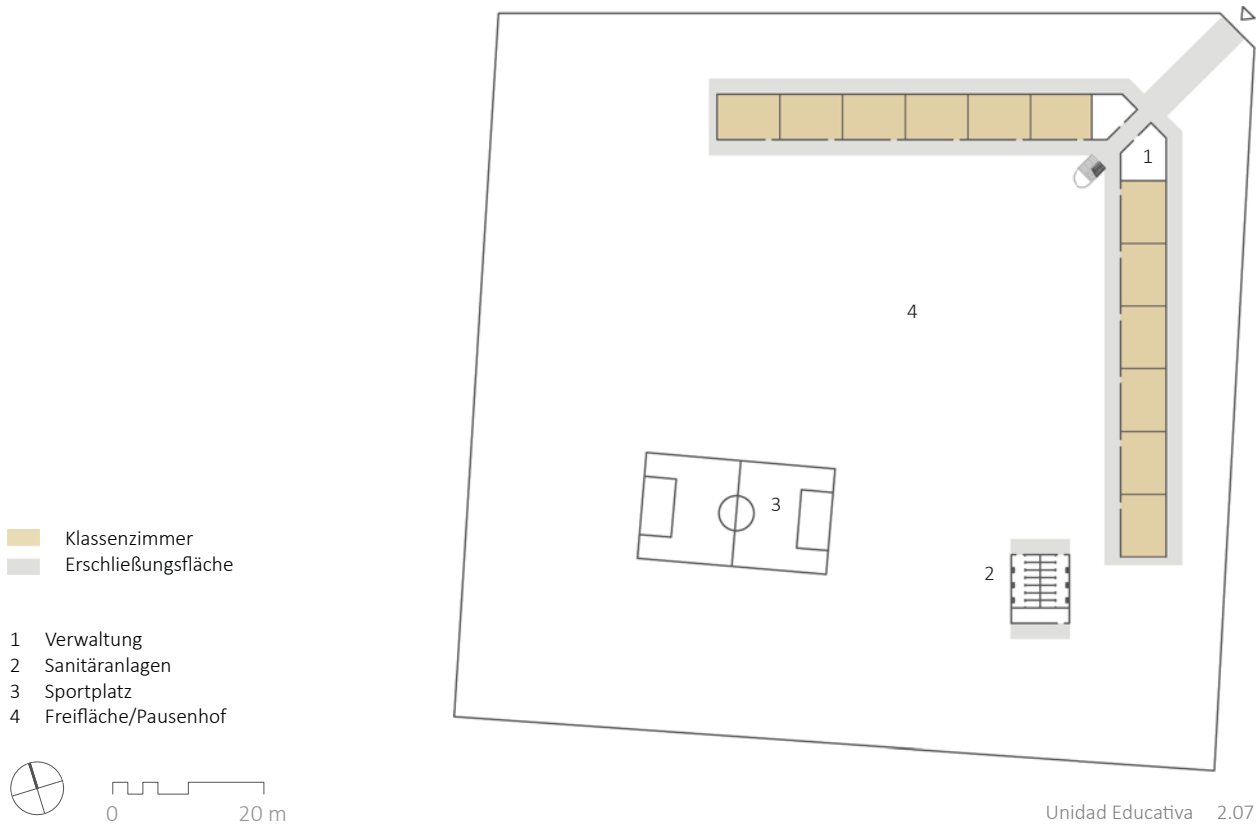 1
4
3
2
Klassenzimmer
Erschließungsfläche
1 Verwaltung
2 Sanitäranlagen
3 Sportplatz
4 Freifläche/Pausenhof
0 20 m
Unidad Educativa 2.07